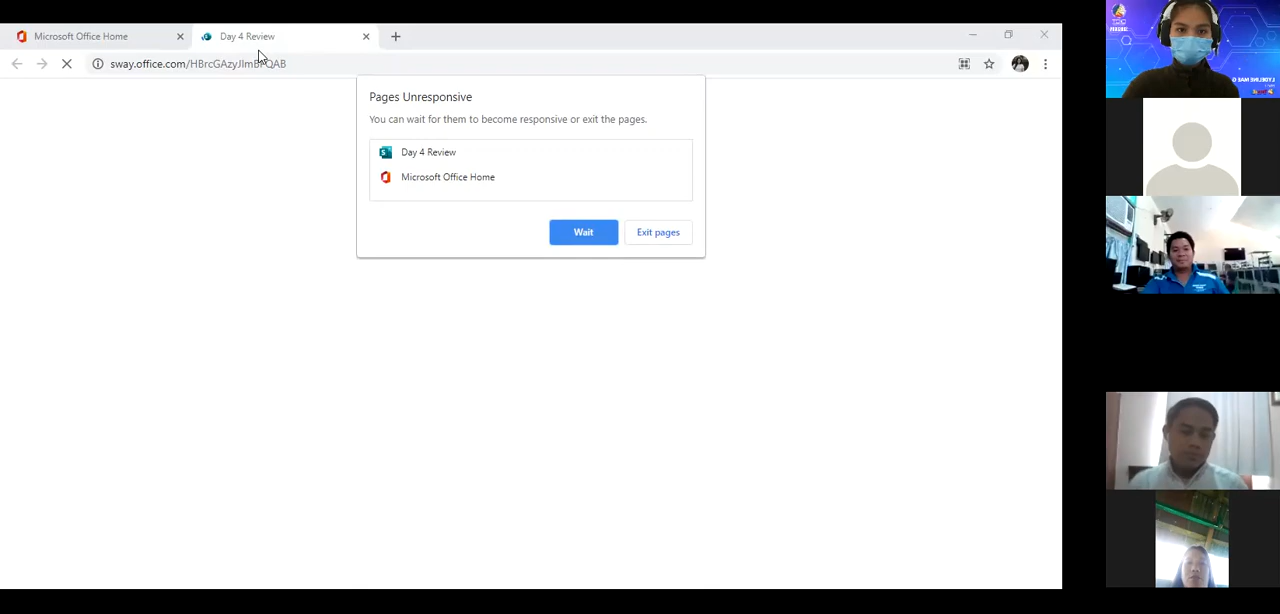 Microsoft Office Home
Day 4 Review
Pages Unresponsive
You can wait for them to become responsive or exit the pages.
Day 4 Review
Microsoft Office Home
Wait
Exit pages